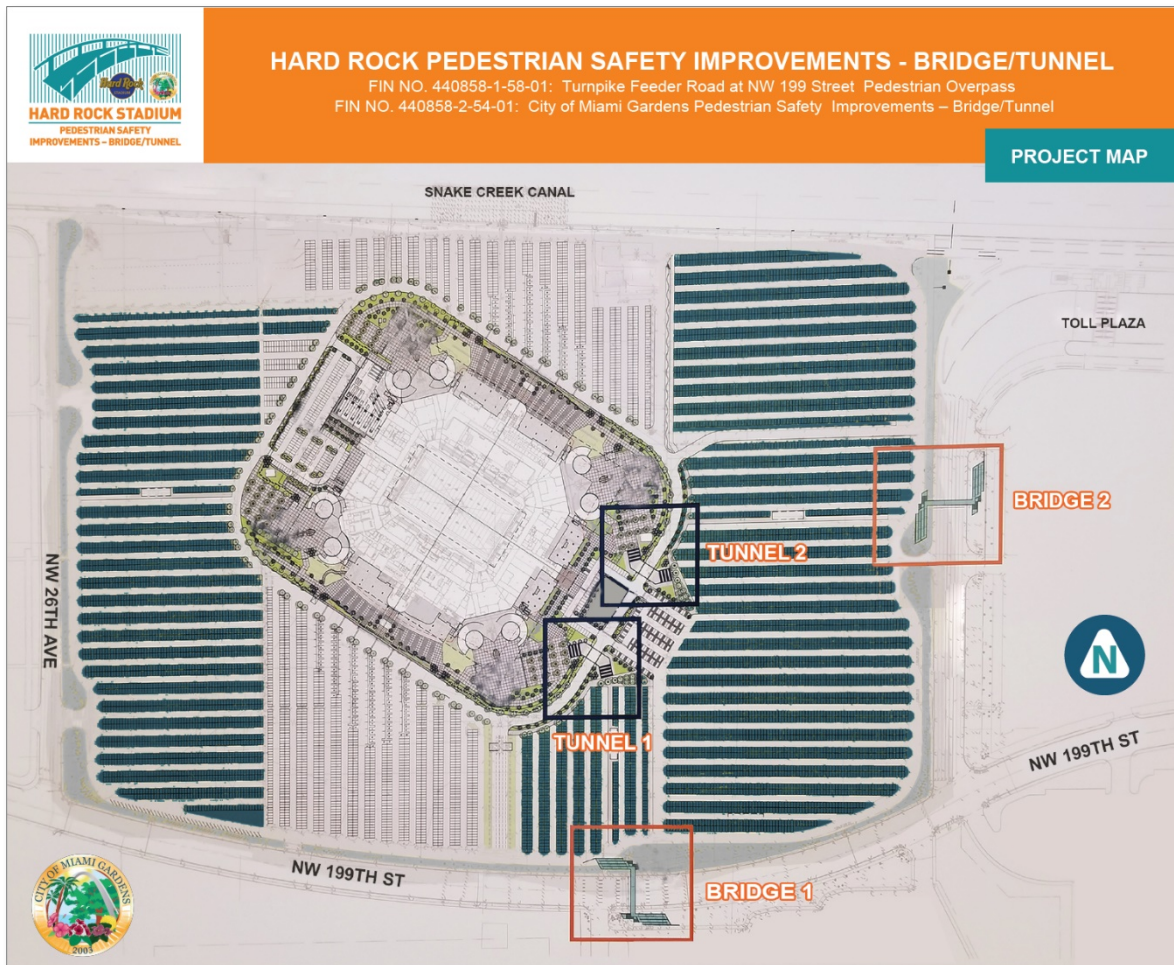 Hard Rock
HARD ROCK STADIUM
PEDESTRIAN SAFETY
IMPROVEMENTS – BRIDGE/TUNNEL
HARD ROCK PEDESTRIAN SAFETY IMPROVEMENTS - BRIDGE/TUNNEL
FIN NO. 440858-1-58-01: Turnpike Feeder Road at NW 199 Street Pedestrian Overpass
FIN NO. 440858-2-54-01: City of Miami Gardens Pedestrian Safety Improvements – Bridge/Tunnel
PROJECT MAP
SNAKE CREEK CANAL
TOLL PLAZA
BRIDGE 2
TUNNEL 2
NW 26TH AVE
N
TUNNEL 1
NW 199TH ST
NW 199TH ST
BRIDGE 1
CITY OF MIAMI GARDENS
2003